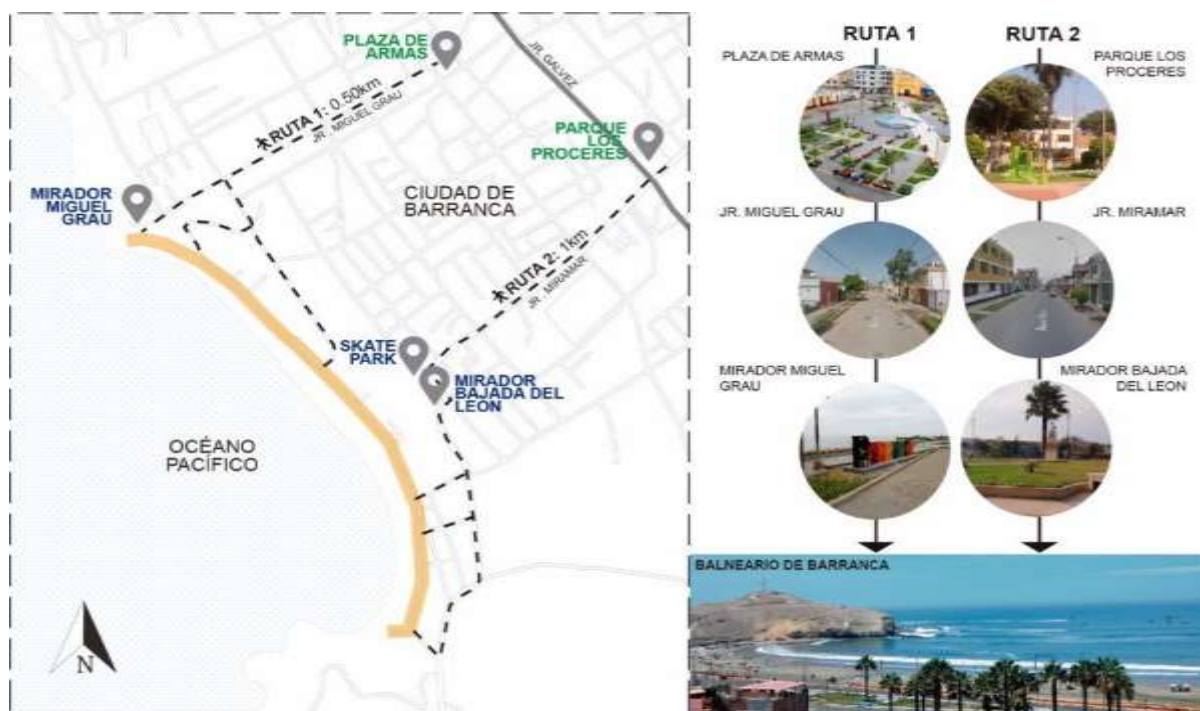 PLAZA DE
ARMAS
JR. GALVEZ
RUTA 1: 0.50km
JR. MIGUEL GRAU
PARQUE
LOS
PROCERES
MIRADOR
MIGUEL
GRAU
CIUDAD DE
BARRANCA
RUTA 2: 1km
JR. MIRAMAR
SKATE
PARK
MIRADOR
BAJADA DEL
LEON
OCÉANO
PACÍFICO
N
RUTA 1
RUTA 2
PLAZA DE ARMAS
PARQUE LOS
PROCERES
JR. MIGUEL GRAU
JR. MIRAMAR
MIRADOR MIGUEL
GRAU
MIRADOR BAJADA
DEL LEON
BALNEARIO DE BARRANCA